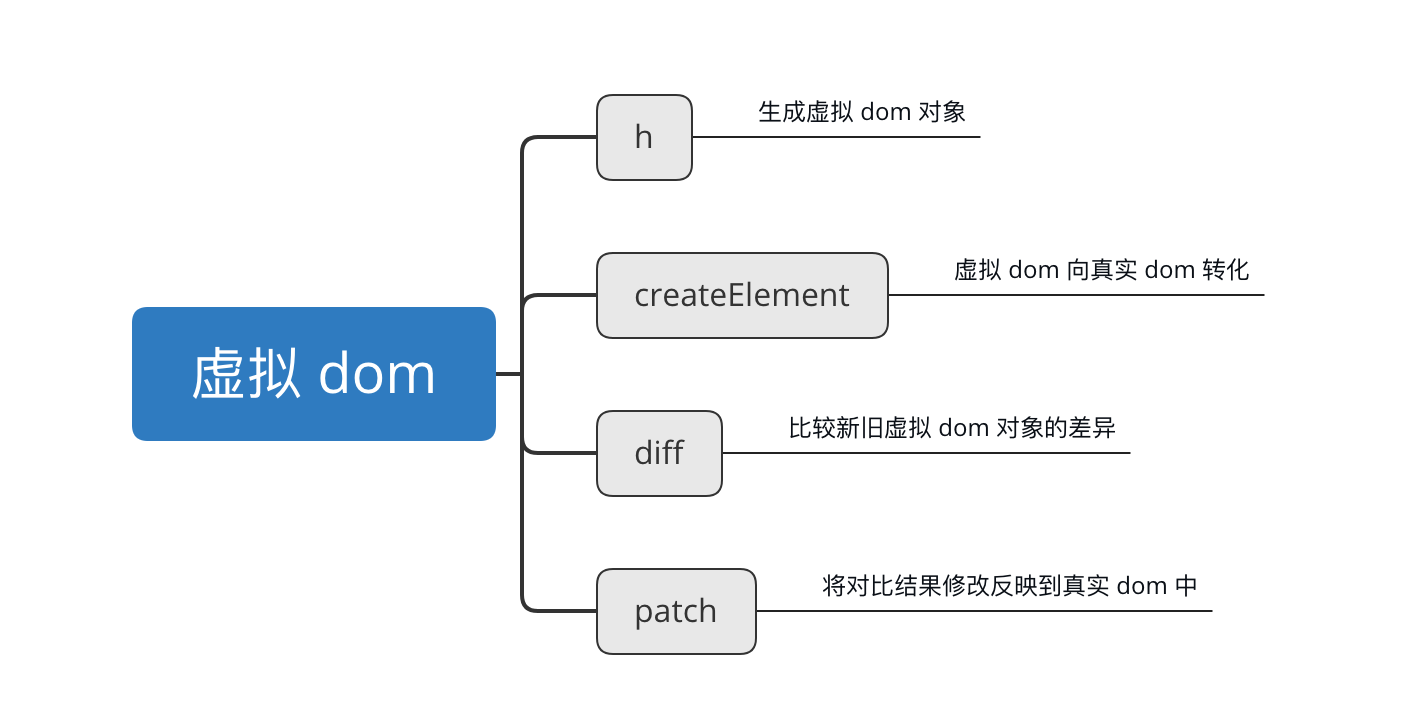 虚拟 dom
h
生成虚拟 dom 对象
createElement
虚拟 dom 向真实 dom 转化
diff
比较新旧虚拟 dom 对象的差异
patch
将对比结果修改反映到真实 dom 中